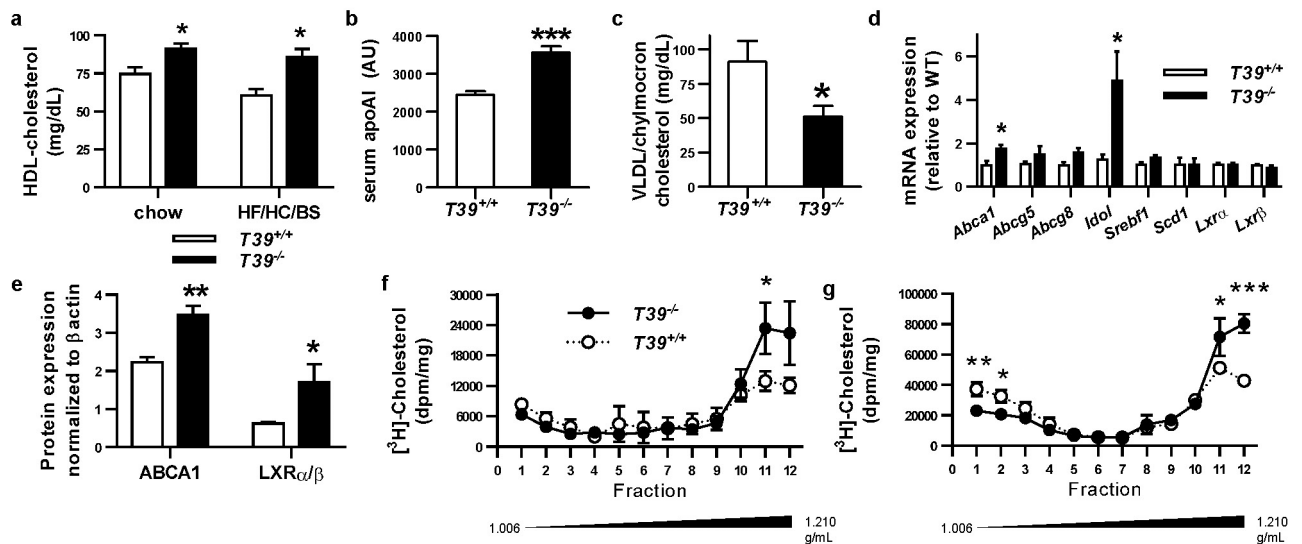 a
HDL-cholesterol
(mg/dL)
100
75
50
25
0
*
*
chow
HF/HC/BS
T39+/+
T39-/-
b
serum apoAI (AU)
4000
3000
2000
1000
0
***
T39+/+
T39-/-
c
VLDL/chylmocron
cholesterol (mg/dL)
100
75
50
25
0
*
T39+/+
T39-/-
d
mRNA expression
(relative to WT)
6
4
2
0
*
*
T39+/+
T39-/-
Abca1
Abcg5
Abcg8
Idol
Srebf1
Scd1
Lxrα
Lxrβ
e
Protein expression
normalized to βactin
4
3
2
1
0
**
*
ABCA1
LXRα/β
f
[³H]-Cholesterol
(dpm/mg)
30000
24000
18000
12000
6000
0
*
T39-/-
T39+/+
0 1 2 3 4 5 6 7 8 9 10 11 12
Fraction
1.006
1.210
g/mL
g
[³H]-Cholesterol
(dpm/mg)
100000
80000
60000
40000
20000
0
**
*
*
***
0 1 2 3 4 5 6 7 8 9 10 11 12
Fraction
1.006
1.210
g/mL